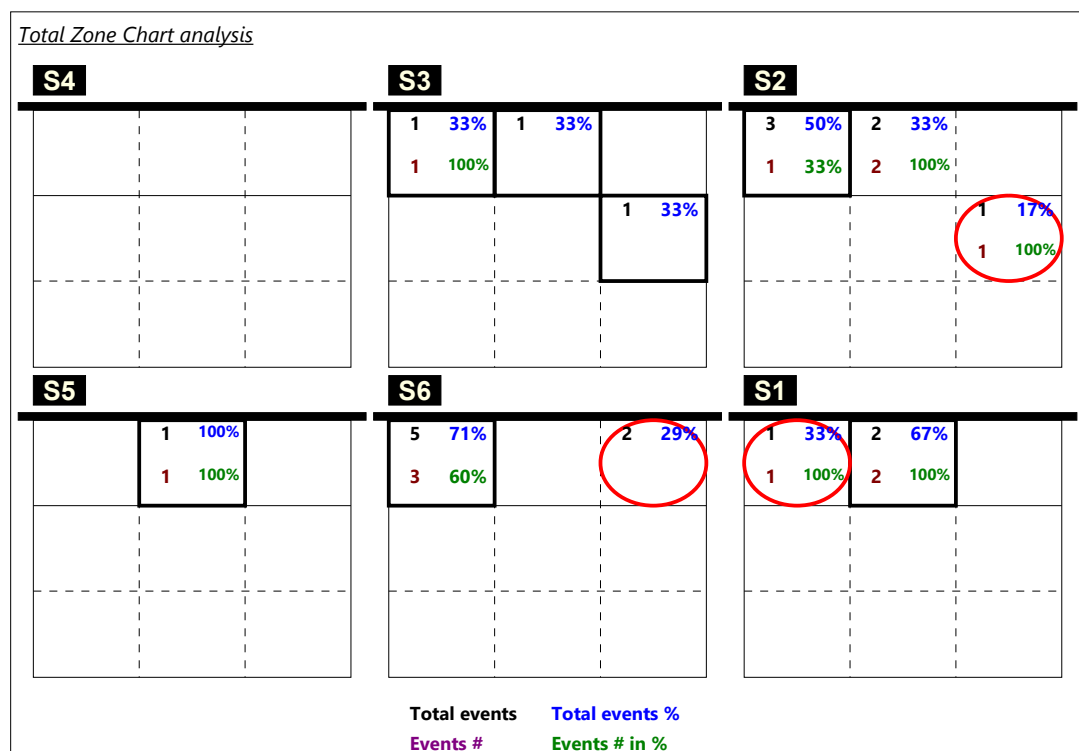 Total Zone Chart analysis
S4 S3 S2
1 33% 1 33% 3 50% 2 33%
1 100% 1 33% 2 100%
1 33% 1 17%
1 100%
S5 S6 S1
1 100% 5 71% 2 29% 1 33% 2 67%
1 100% 3 60% 1 100% 2 100%
Total events Total events %
Events # Events # in %